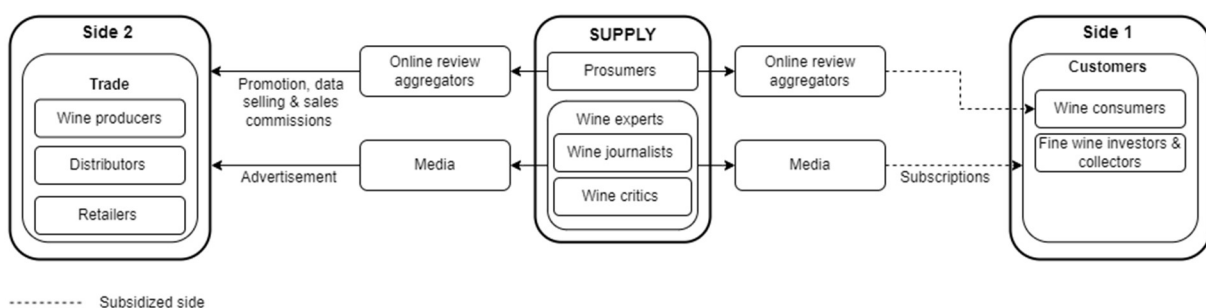 Side 2
Trade
Wine producers
Distributors
Retailers
Promotion, data
selling & sales
commissions
Advertisement
Online review
aggregators
Media
SUPPLY
Prosumers
Wine experts
Wine journalists
Wine critics
Online review
aggregators
Media
Subscriptions
Side 1
Customers
Wine consumers
Fine wine investors &
collectors
Subsidized side